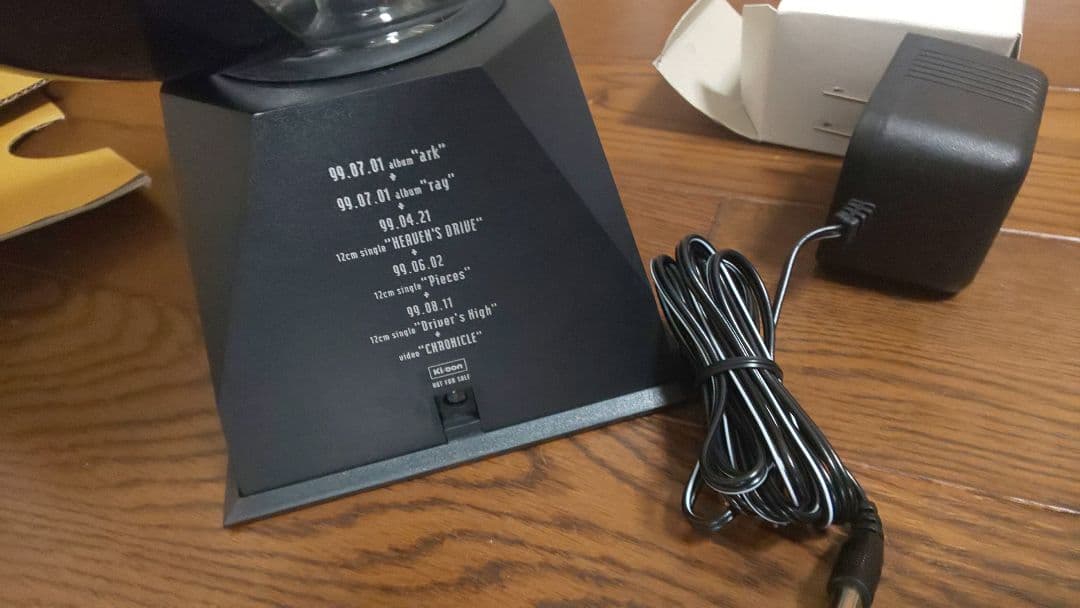 99.07.01 album "ark"
+
99.07.01 album "ray"
+
99.04.21
12cm single "HEAVEN'S DRIVE"
+
99.06.02
12cm single "Pieces"
+
99.08.11
12cm single "Driver's High"
+
video "CHRONICLE"
Ki/oon
NOT FOR SALE